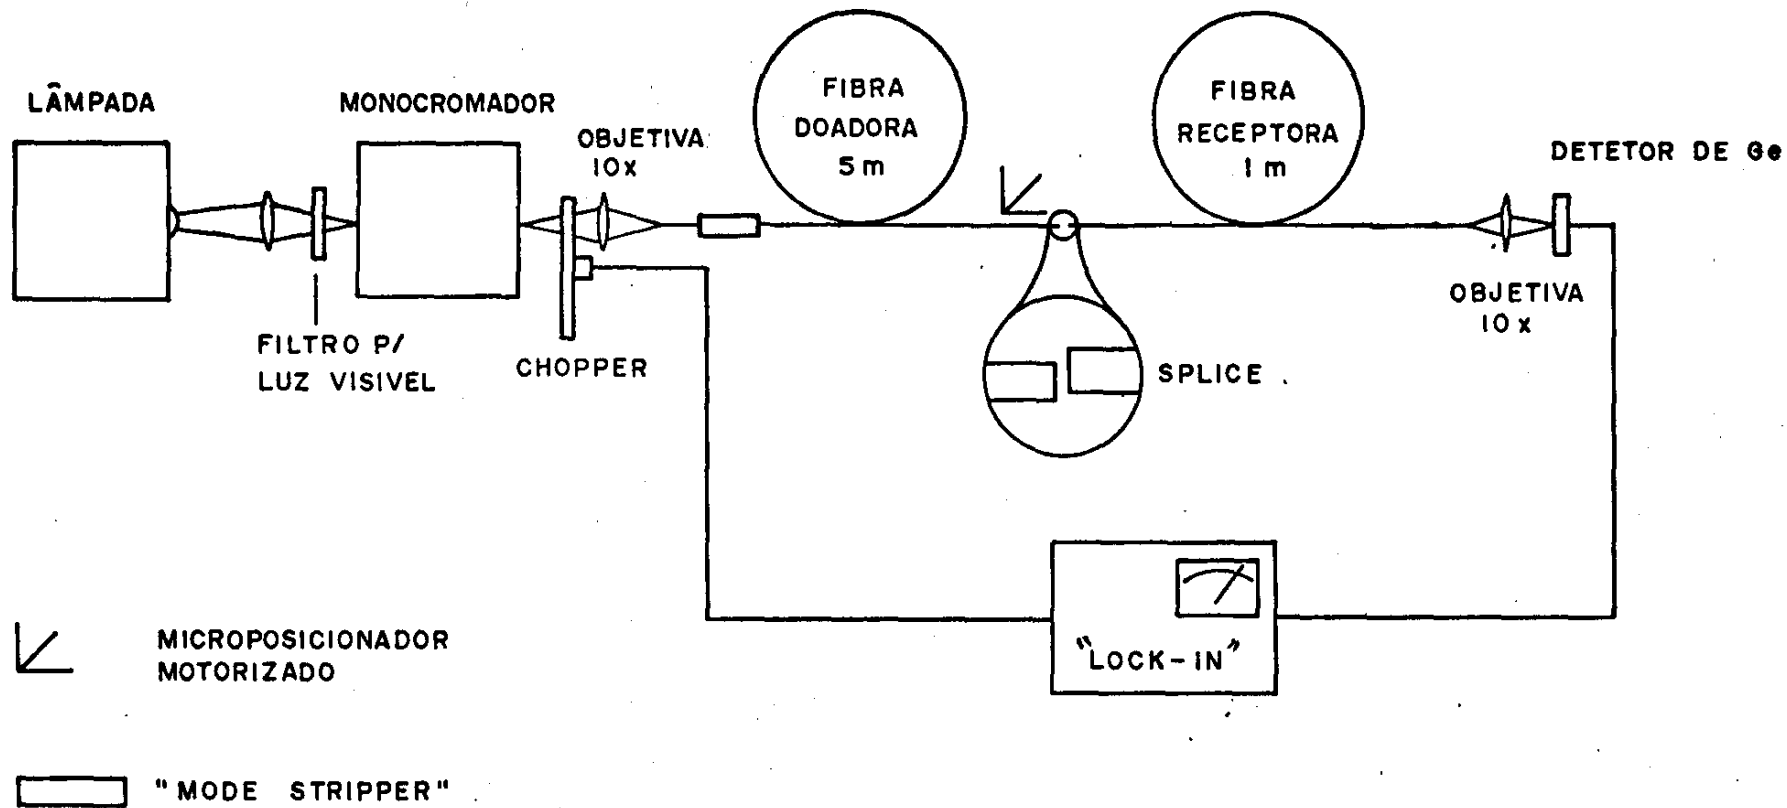 LÂMPADA
MONOCROMADOR
OBJETIVA
10x
FIBRA
DOADORA
5 m
FIBRA
RECEPTORA
1 m
DETETOR DE Ge
FILTRO P/
LUZ VISIVEL
CHOPPER
SPLICE
OBJETIVA
10 x
"LOCK-IN"
MICROPOSICIONADOR
MOTORIZADO
"MODE STRIPPER"